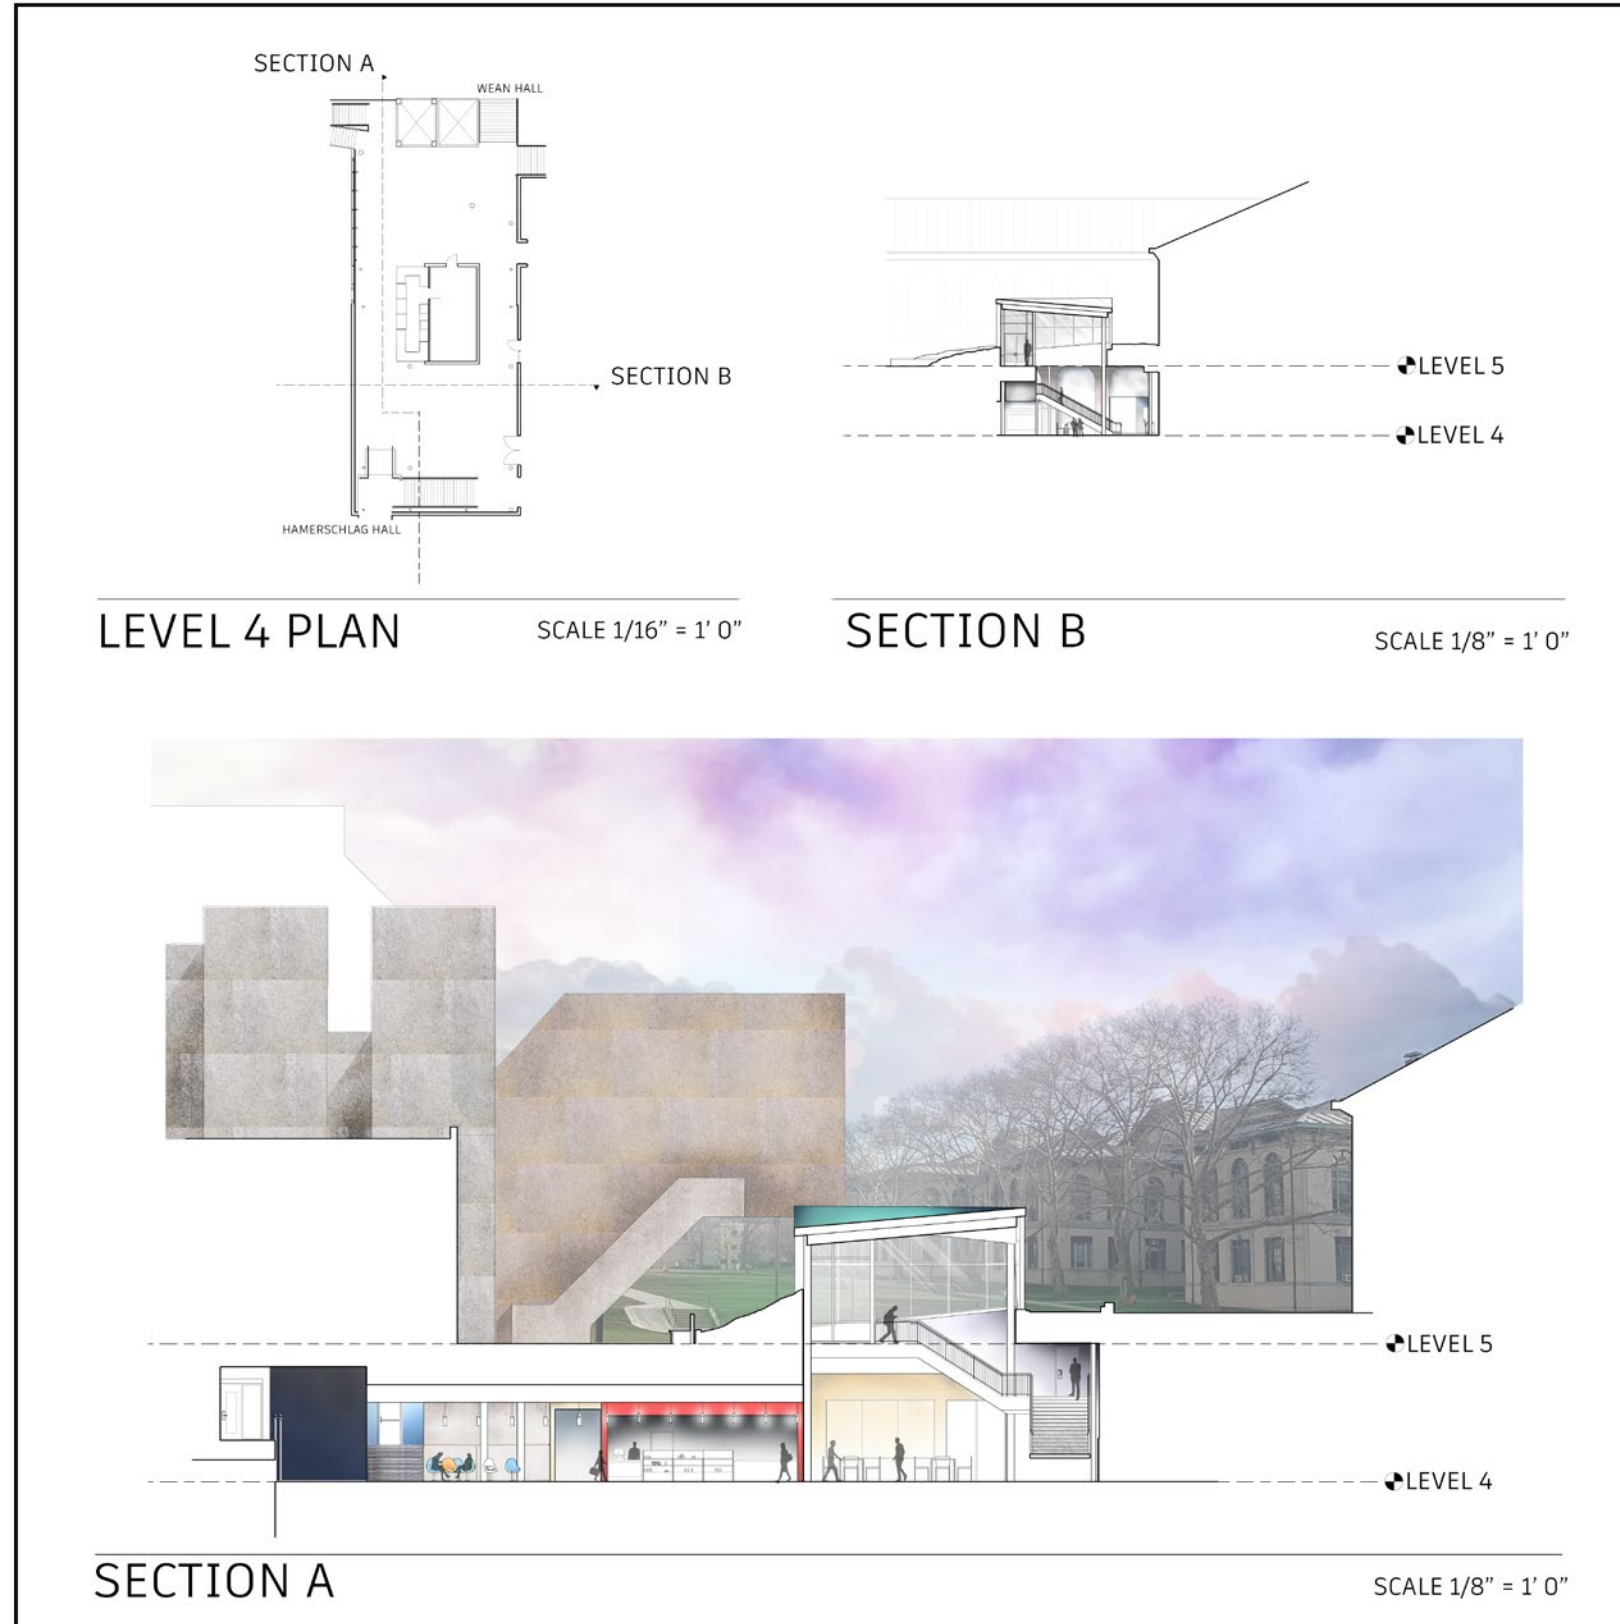 SECTION A
WEAN HALL
SECTION B
HAMERSCHLAG HALL
LEVEL 4 PLAN
SCALE 1/16” = 1' 0”
LEVEL 5
LEVEL 4
SECTION B
SCALE 1/8” = 1' 0”
LEVEL 5
LEVEL 4
SECTION A
SCALE 1/8” = 1' 0”